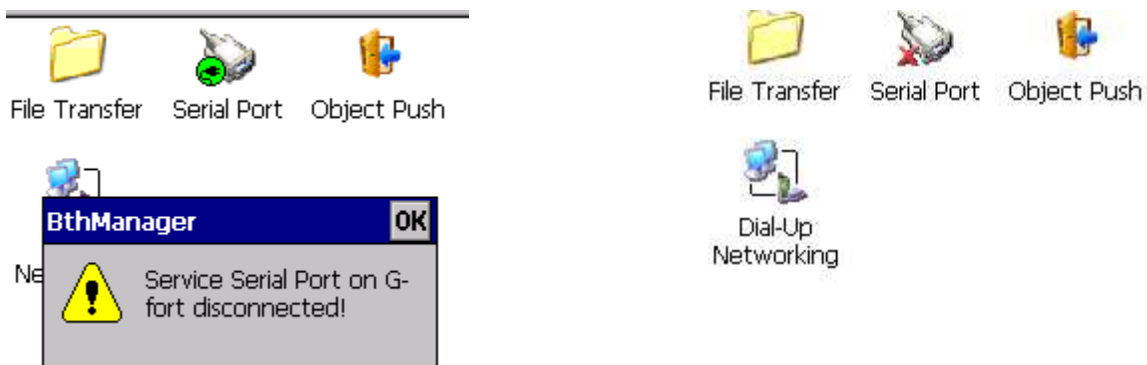 File Transfer
Serial Port
Object Push
BthManager
OK
Ne
Service Serial Port on G-
fort disconnected!
File Transfer
Serial Port
Object Push
Dial-Up
Networking